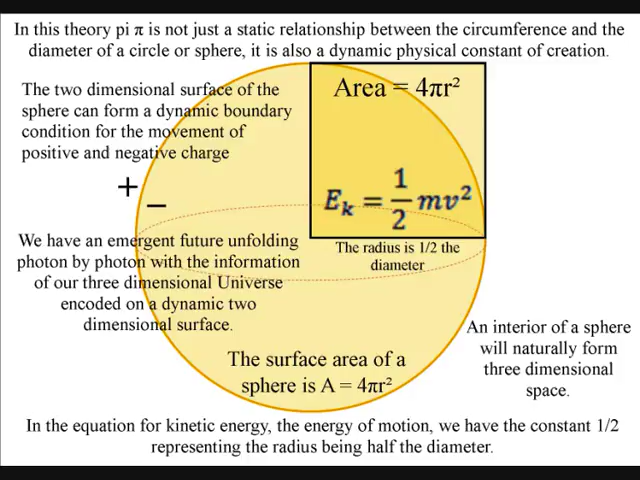 In this theory pi π is not just a static relationship between the circumference and the
diameter of a circle or sphere, it is also a dynamic physical constant of creation.
The two dimensional surface of the
sphere can form a dynamic boundary
condition for the movement of
positive and negative charge
+ −
Area = 4πr²
E_k = 1/2 mv²
The radius is 1/2 the
diameter
We have an emergent future unfolding
photon by photon with the information
of our three dimensional Universe
encoded on a dynamic two
dimensional surface.
An interior of a sphere
will naturally form
three dimensional
space.
The surface area of a
sphere is A = 4πr²
In the equation for kinetic energy, the energy of motion, we have the constant 1/2
representing the radius being half the diameter.